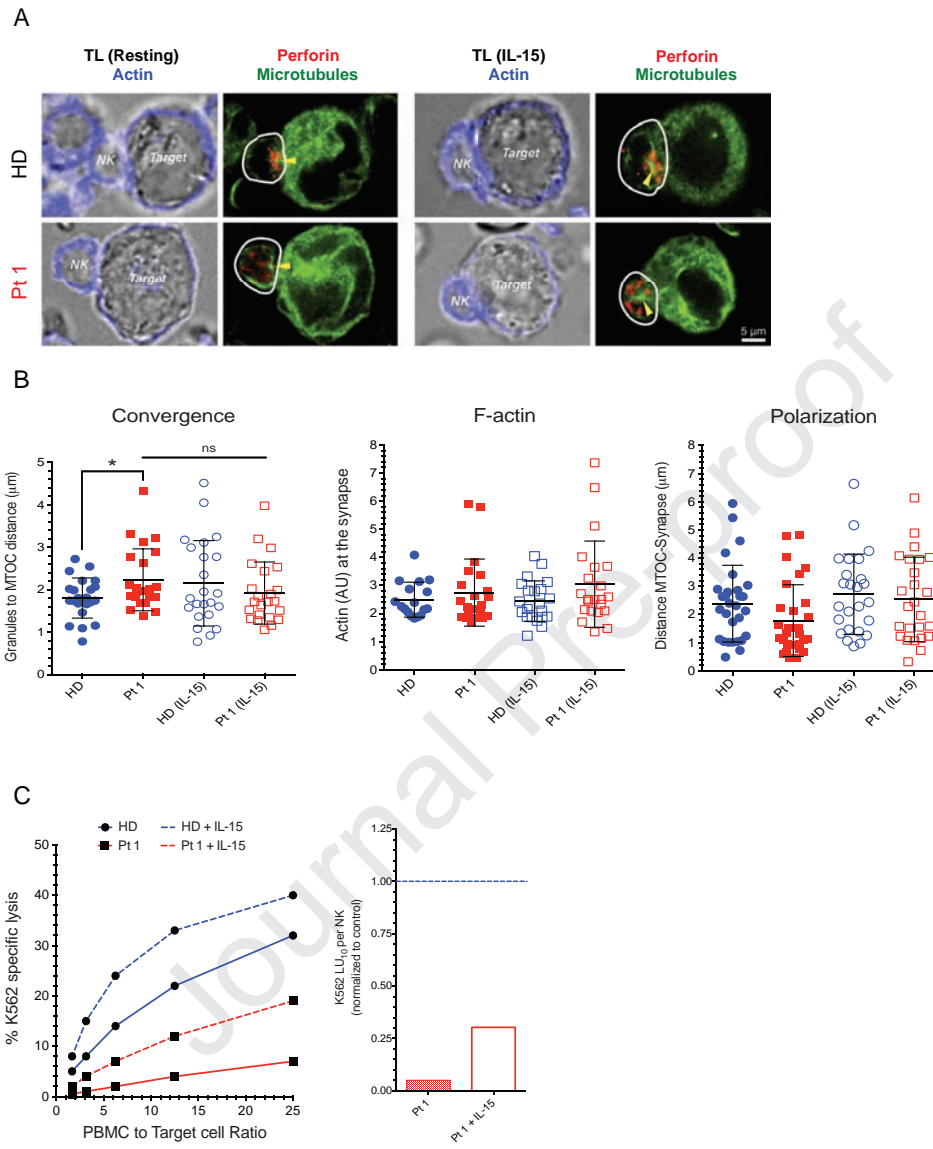 A
TL (Resting)
Actin
Perforin
Microtubules
TL (IL-15)
Actin
Perforin
Microtubules
HD
NK
Target
NK
Target
Pt 1
NK
Target
NK
Target
5 µm
B
Convergence
F-actin
Polarization
Granules to MTOC distance (µm)
5
4
3
2
1
0
*
ns
HD
Pt 1
HD (IL-15)
Pt 1 (IL-15)
Actin (AU) at the synapse
8
7
6
5
4
3
2
1
0
HD
Pt 1
HD (IL-15)
Pt 1 (IL-15)
Distance MTOC-Synapse (µm)
8
7
6
5
4
3
2
1
0
HD
Pt 1
HD (IL-15)
Pt 1 (IL-15)
Journal Pre-proof
C
HD
HD + IL-15
Pt 1
Pt 1 + IL-15
% K562 specific lysis
50
40
30
20
10
0
0 5 10 15 20 25
PBMC to Target cell Ratio
K562 LU10 per NK
(normalized to control)
1.25
1.00
0.75
0.50
0.25
0.00
Pt 1
Pt 1 + IL-15